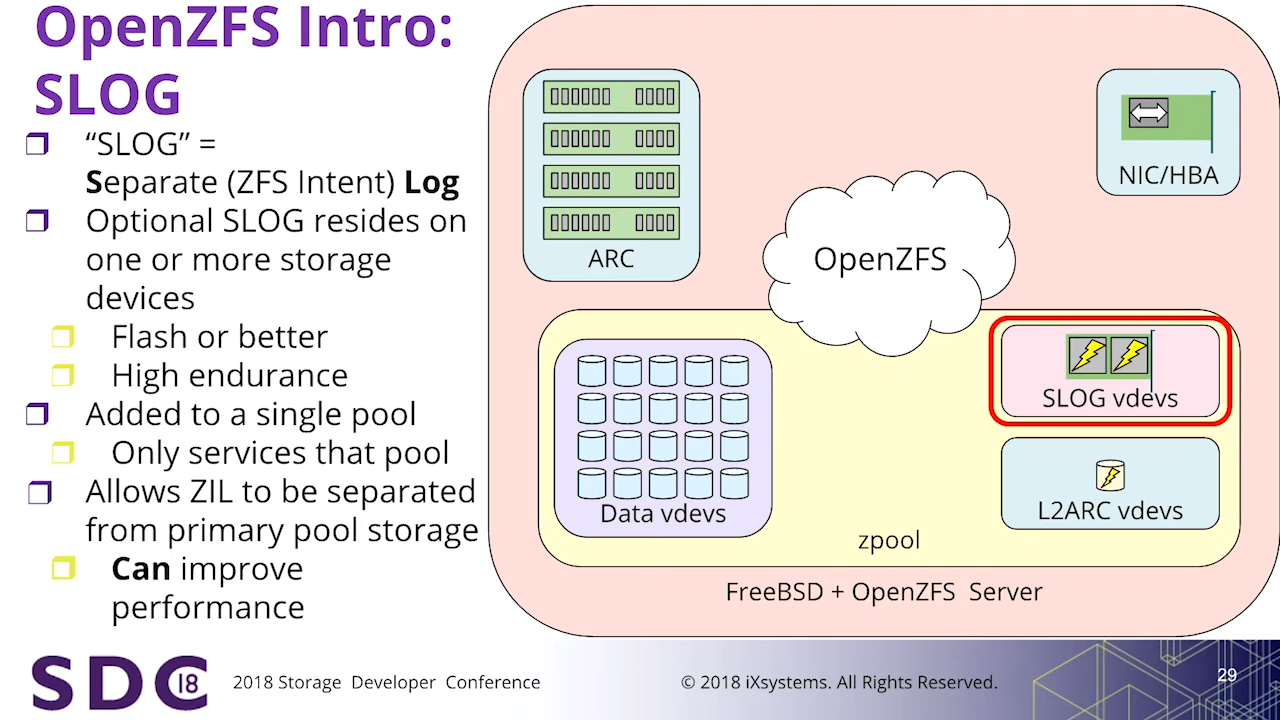 OpenZFS Intro:
SLOG
“SLOG” =
Separate (ZFS Intent) Log
Optional SLOG resides on
one or more storage
devices
Flash or better
High endurance
Added to a single pool
Only services that pool
Allows ZIL to be separated
from primary pool storage
Can improve
performance
ARC
NIC/HBA
OpenZFS
SLOG vdevs
L2ARC vdevs
Data vdevs
zpool
FreeBSD + OpenZFS Server
SDC 18
2018 Storage Developer Conference
© 2018 iXsystems. All Rights Reserved.
29